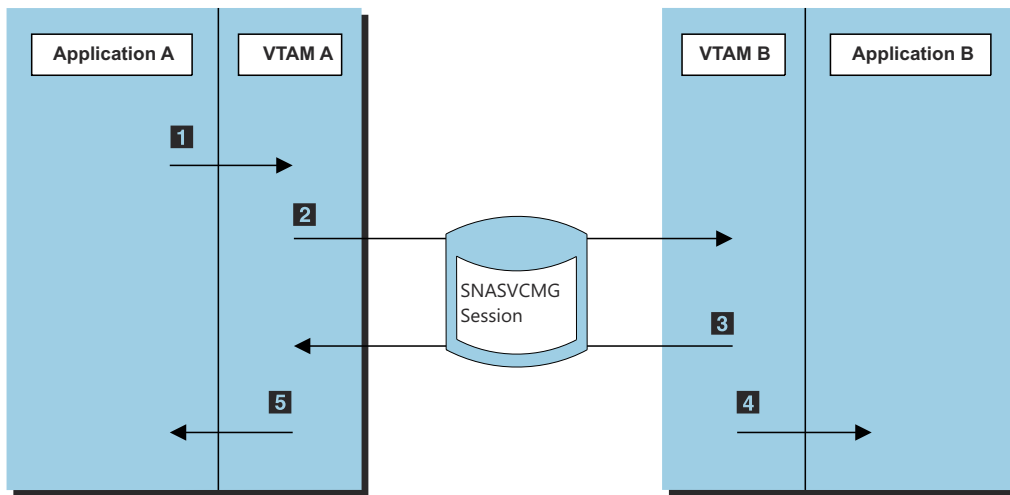 Application A
VTAM A
VTAM B
Application B
1
2
SNASVCMG
Session
3
5
4